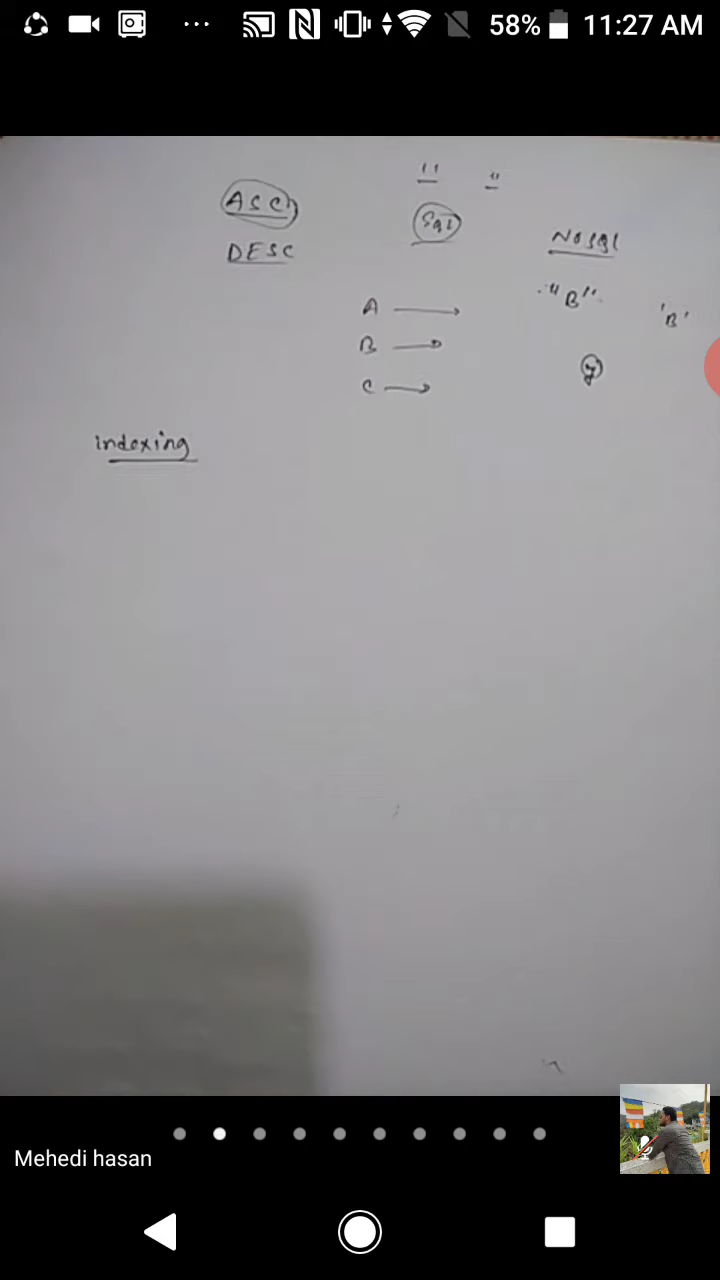 58% 11:27 AM
" "
ASC Sql
DESC NoSql
A "B" 'B'
B
C y
indexing
Mehedi hasan